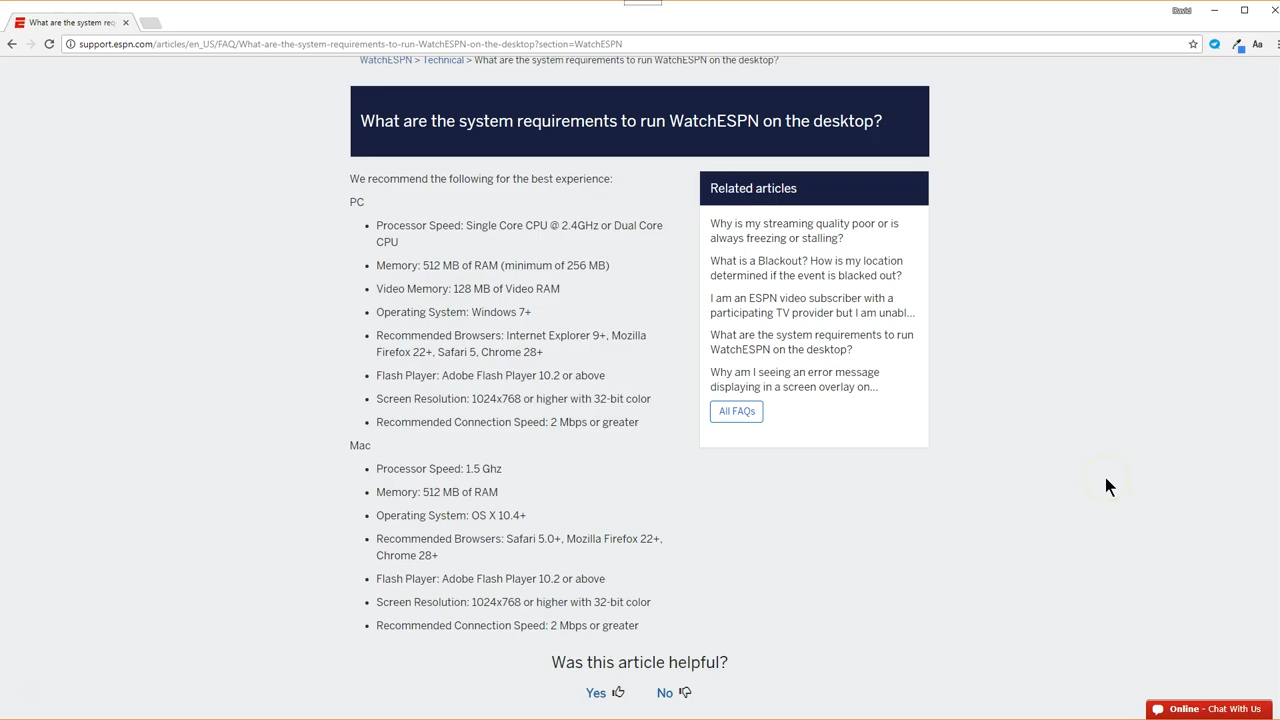 David
What are the system req
support.espn.com/articles/en_US/FAQ/What-are-the-system-requirements-to-run-WatchESPN-on-the-desktop?section=WatchESPN
Aa
WatchESPN > Technical > What are the system requirements to run WatchESPN on the desktop?
What are the system requirements to run WatchESPN on the desktop?
We recommend the following for the best experience:
PC
• Processor Speed: Single Core CPU @ 2.4GHz or Dual Core
CPU
• Memory: 512 MB of RAM (minimum of 256 MB)
• Video Memory: 128 MB of Video RAM
• Operating System: Windows 7+
• Recommended Browsers: Internet Explorer 9+, Mozilla
Firefox 22+, Safari 5, Chrome 28+
• Flash Player: Adobe Flash Player 10.2 or above
• Screen Resolution: 1024x768 or higher with 32-bit color
• Recommended Connection Speed: 2 Mbps or greater
Mac
• Processor Speed: 1.5 Ghz
• Memory: 512 MB of RAM
• Operating System: OS X 10.4+
• Recommended Browsers: Safari 5.0+, Mozilla Firefox 22+,
Chrome 28+
• Flash Player: Adobe Flash Player 10.2 or above
• Screen Resolution: 1024x768 or higher with 32-bit color
• Recommended Connection Speed: 2 Mbps or greater
Related articles
Why is my streaming quality poor or is
always freezing or stalling?
What is a Blackout? How is my location
determined if the event is blacked out?
I am an ESPN video subscriber with a
participating TV provider but I am unabl...
What are the system requirements to run
WatchESPN on the desktop?
Why am I seeing an error message
displaying in a screen overlay on...
All FAQs
Was this article helpful?
Yes No
Online - Chat With Us